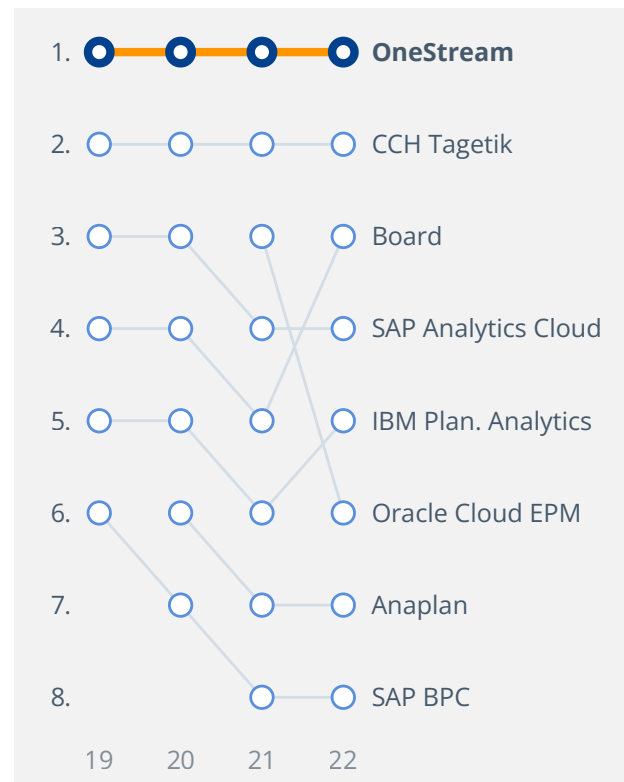 1. OneStream
2. CCH Tagetik
3. Board
4. SAP Analytics Cloud
5. IBM Plan. Analytics
6. Oracle Cloud EPM
7. Anaplan
8. SAP BPC
19 20 21 22